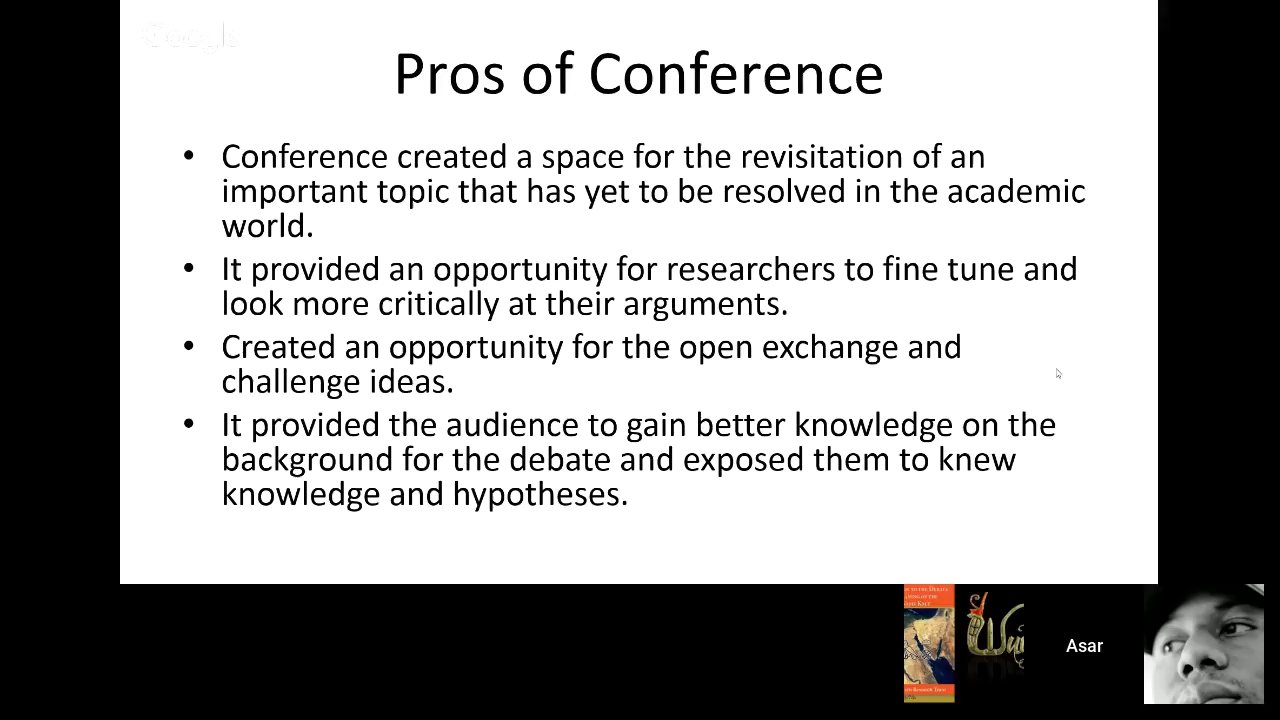 Google
Pros of Conference
• Conference created a space for the revisitation of an
important topic that has yet to be resolved in the academic
world.
• It provided an opportunity for researchers to fine tune and
look more critically at their arguments.
• Created an opportunity for the open exchange and
challenge ideas.
• It provided the audience to gain better knowledge on the
background for the debate and exposed them to knew
knowledge and hypotheses.
Asar